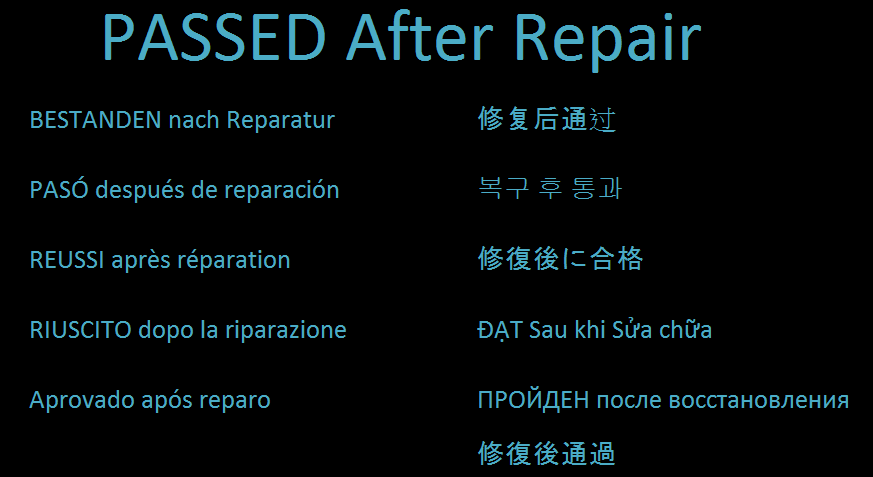 PASSED After Repair
BESTANDEN nach Reparatur
修复后通过
PASÓ después de reparación
복구 후 통과
REUSSI après réparation
修復後に合格
RIUSCITO dopo la riparazione
ĐẠT Sau khi Sửa chữa
Aprovado após reparo
ПРОЙДЕН после восстановления
修復後通過